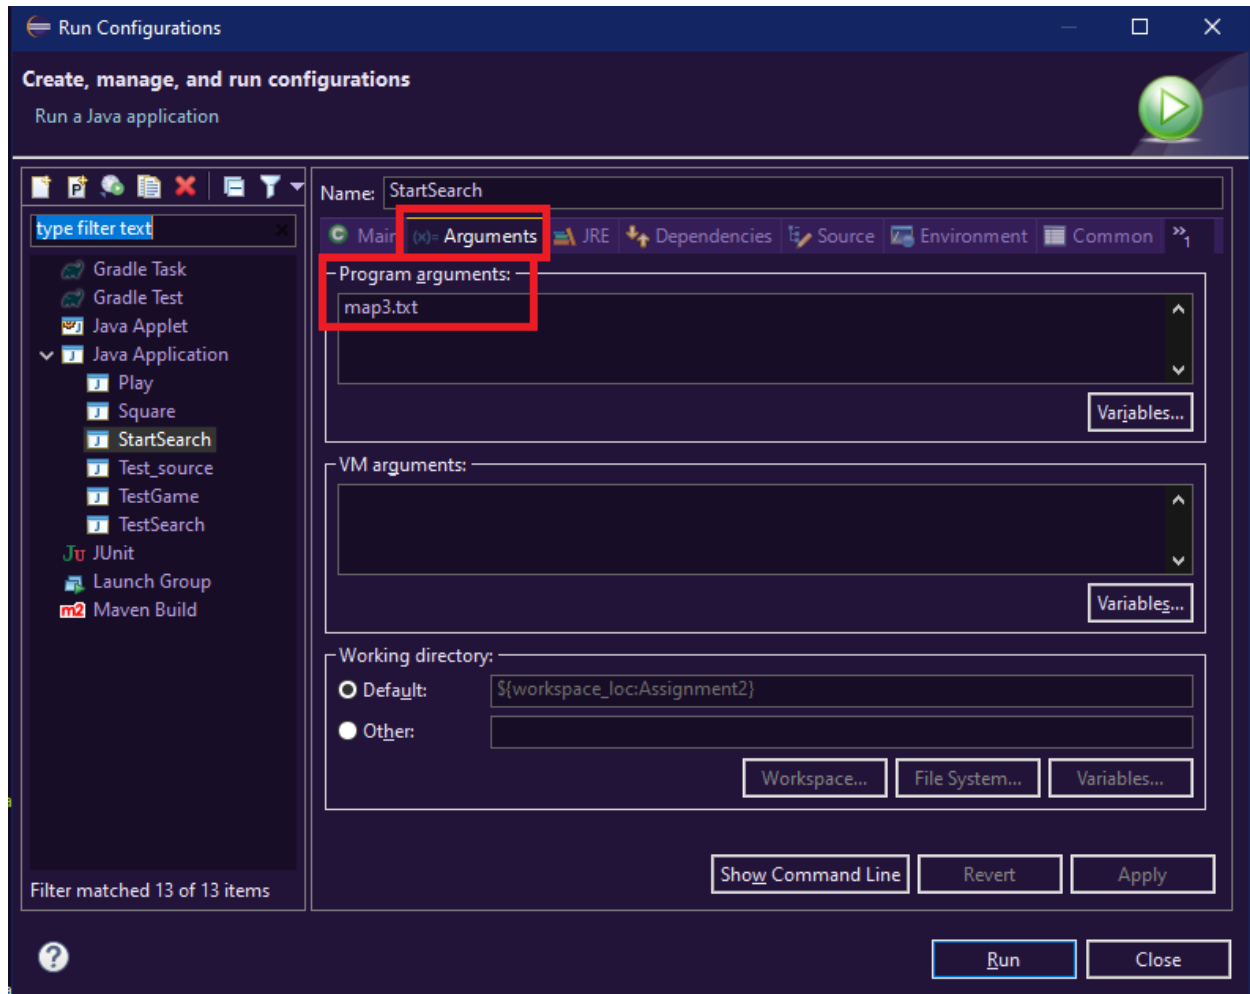 Run Configurations
Create, manage, and run configurations
Run a Java application
type filter text
Gradle Task
Gradle Test
Java Applet
Java Application
Play
Square
StartSearch
Test_source
TestGame
TestSearch
JUnit
Launch Group
m2 Maven Build
Filter matched 13 of 13 items
Name: StartSearch
Main (x)= Arguments JRE Dependencies Source Environment Common »1
Program arguments:
map3.txt
Variables...
VM arguments:
Variables...
Working directory:
Default: ${workspace_loc:Assignment2}
Other:
Workspace... File System... Variables...
Show Command Line Revert Apply
Run Close